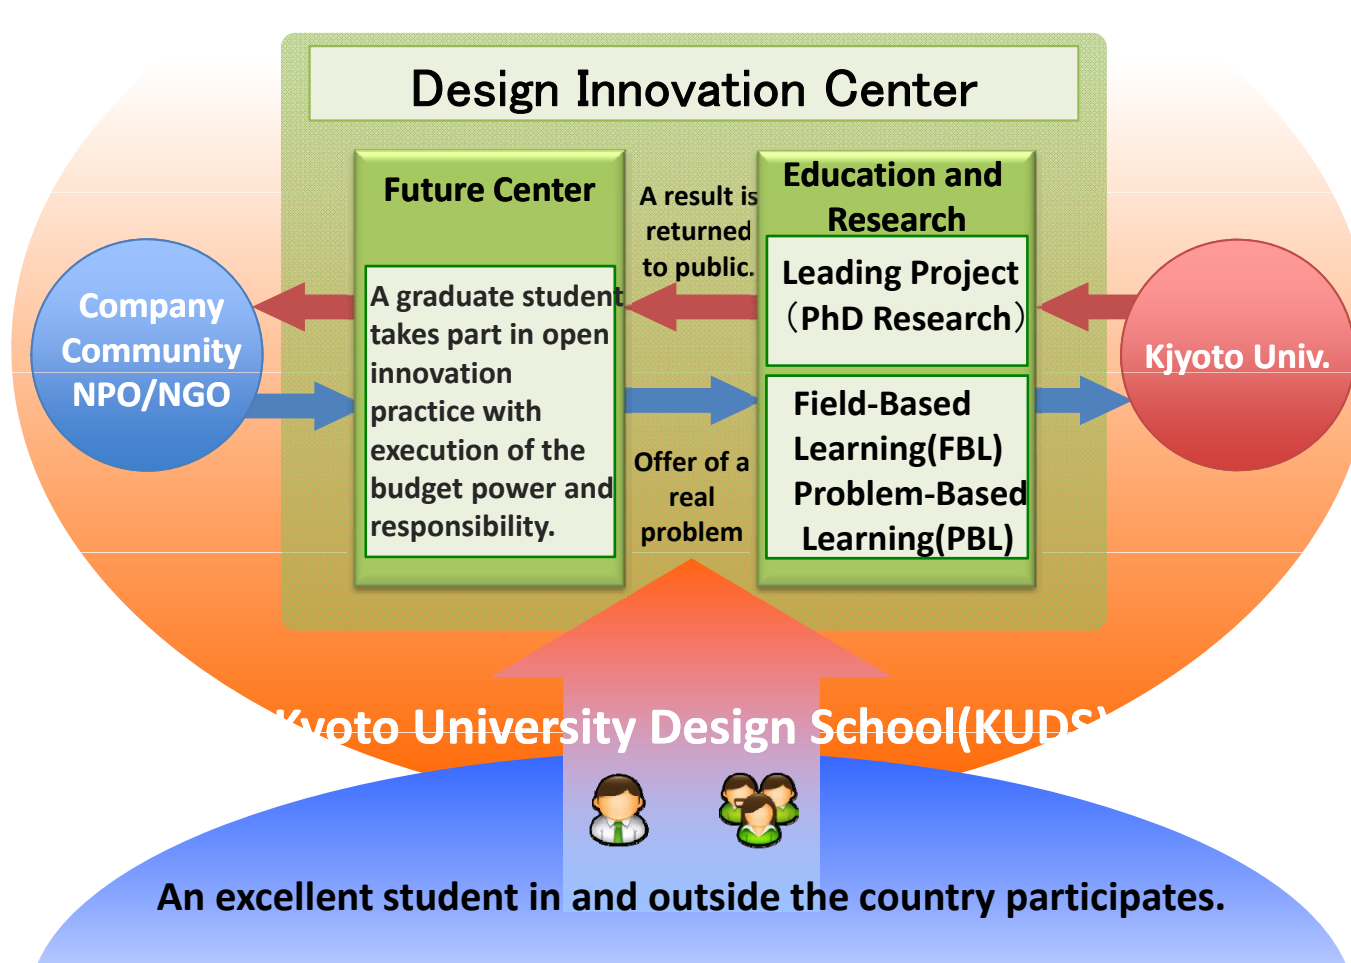 Design Innovation Center
Future Center
A graduate student
takes part in open
innovation
practice with
execution of the
budget power and
responsibility.
A result is
returned
to public.
Offer of a
real
problem
Education and
Research
Leading Project
（PhD Research）
Field-Based
Learning(FBL)
Problem-Based
Learning(PBL)
Company
Community
NPO/NGO
Kjyoto Univ.
Kyoto University Design School(KUDS)
An excellent student in and outside the country participates.